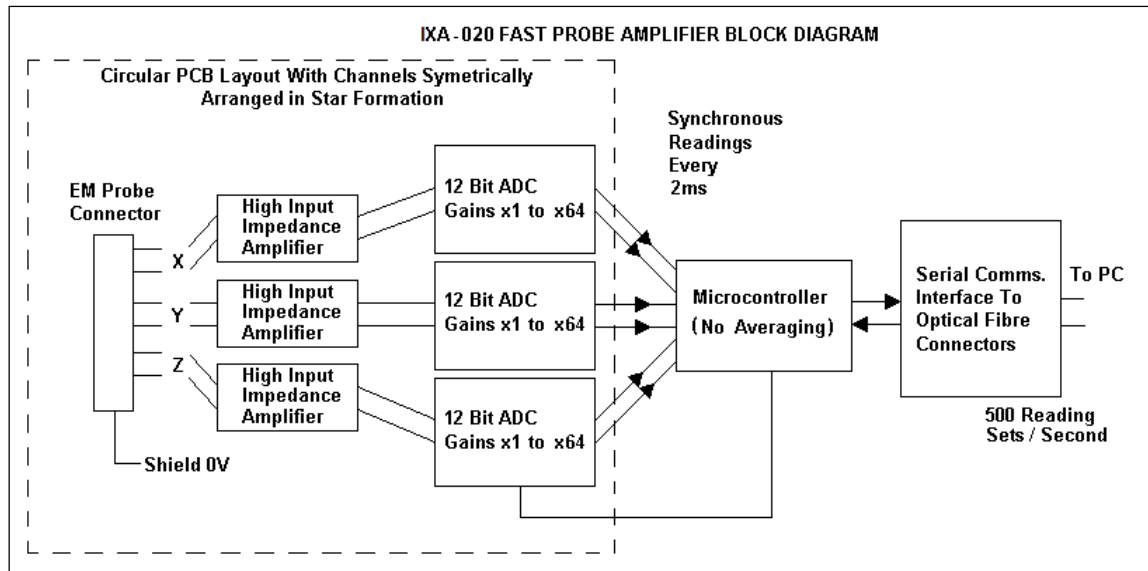 IXA-020 FAST PROBE AMPLIFIER BLOCK DIAGRAM
Circular PCB Layout With Channels Symetrically
Arranged in Star Formation
EM Probe
Connector
X
Y
Z
Shield 0V
High Input
Impedance
Amplifier
High Input
Impedance
Amplifier
High Input
Impedance
Amplifier
12 Bit ADC
Gains x1 to x64
12 Bit ADC
Gains x1 to x64
12 Bit ADC
Gains x1 to x64
Synchronous
Readings
Every
2ms
Microcontroller
(No Averaging)
Serial Comms.
Interface To
Optical Fibre
Connectors
To PC
500 Reading
Sets / Second